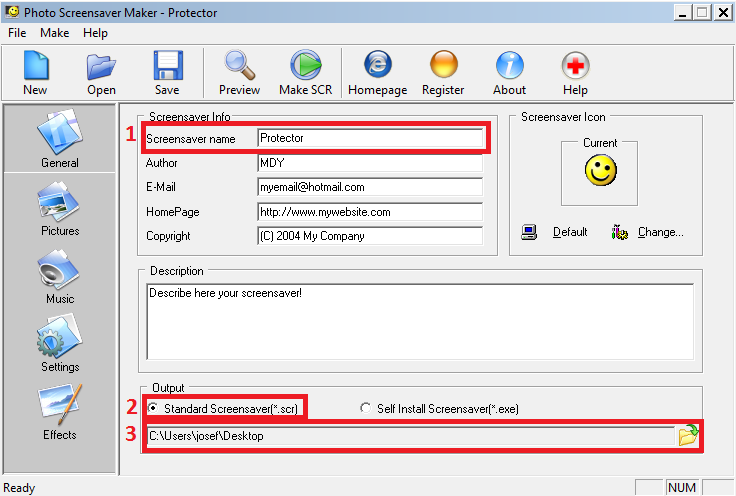 Photo Screensaver Maker - Protector
File Make Help
New Open Save Preview Make SCR Homepage Register About Help
General
Pictures
Music
Settings
Effects
Screensaver Info
1 Screensaver name Protector
Author MDY
E-Mail myemail@hotmail.com
HomePage http://www.mywebsite.com
Copyright (C) 2004 My Company
Screensaver Icon
Current
Default Change...
Description
Describe here your screensaver!
Output
2 Standard Screensaver(*.scr) Self Install Screensaver(*.exe)
3 C:\Users\josef\Desktop
Ready NUM